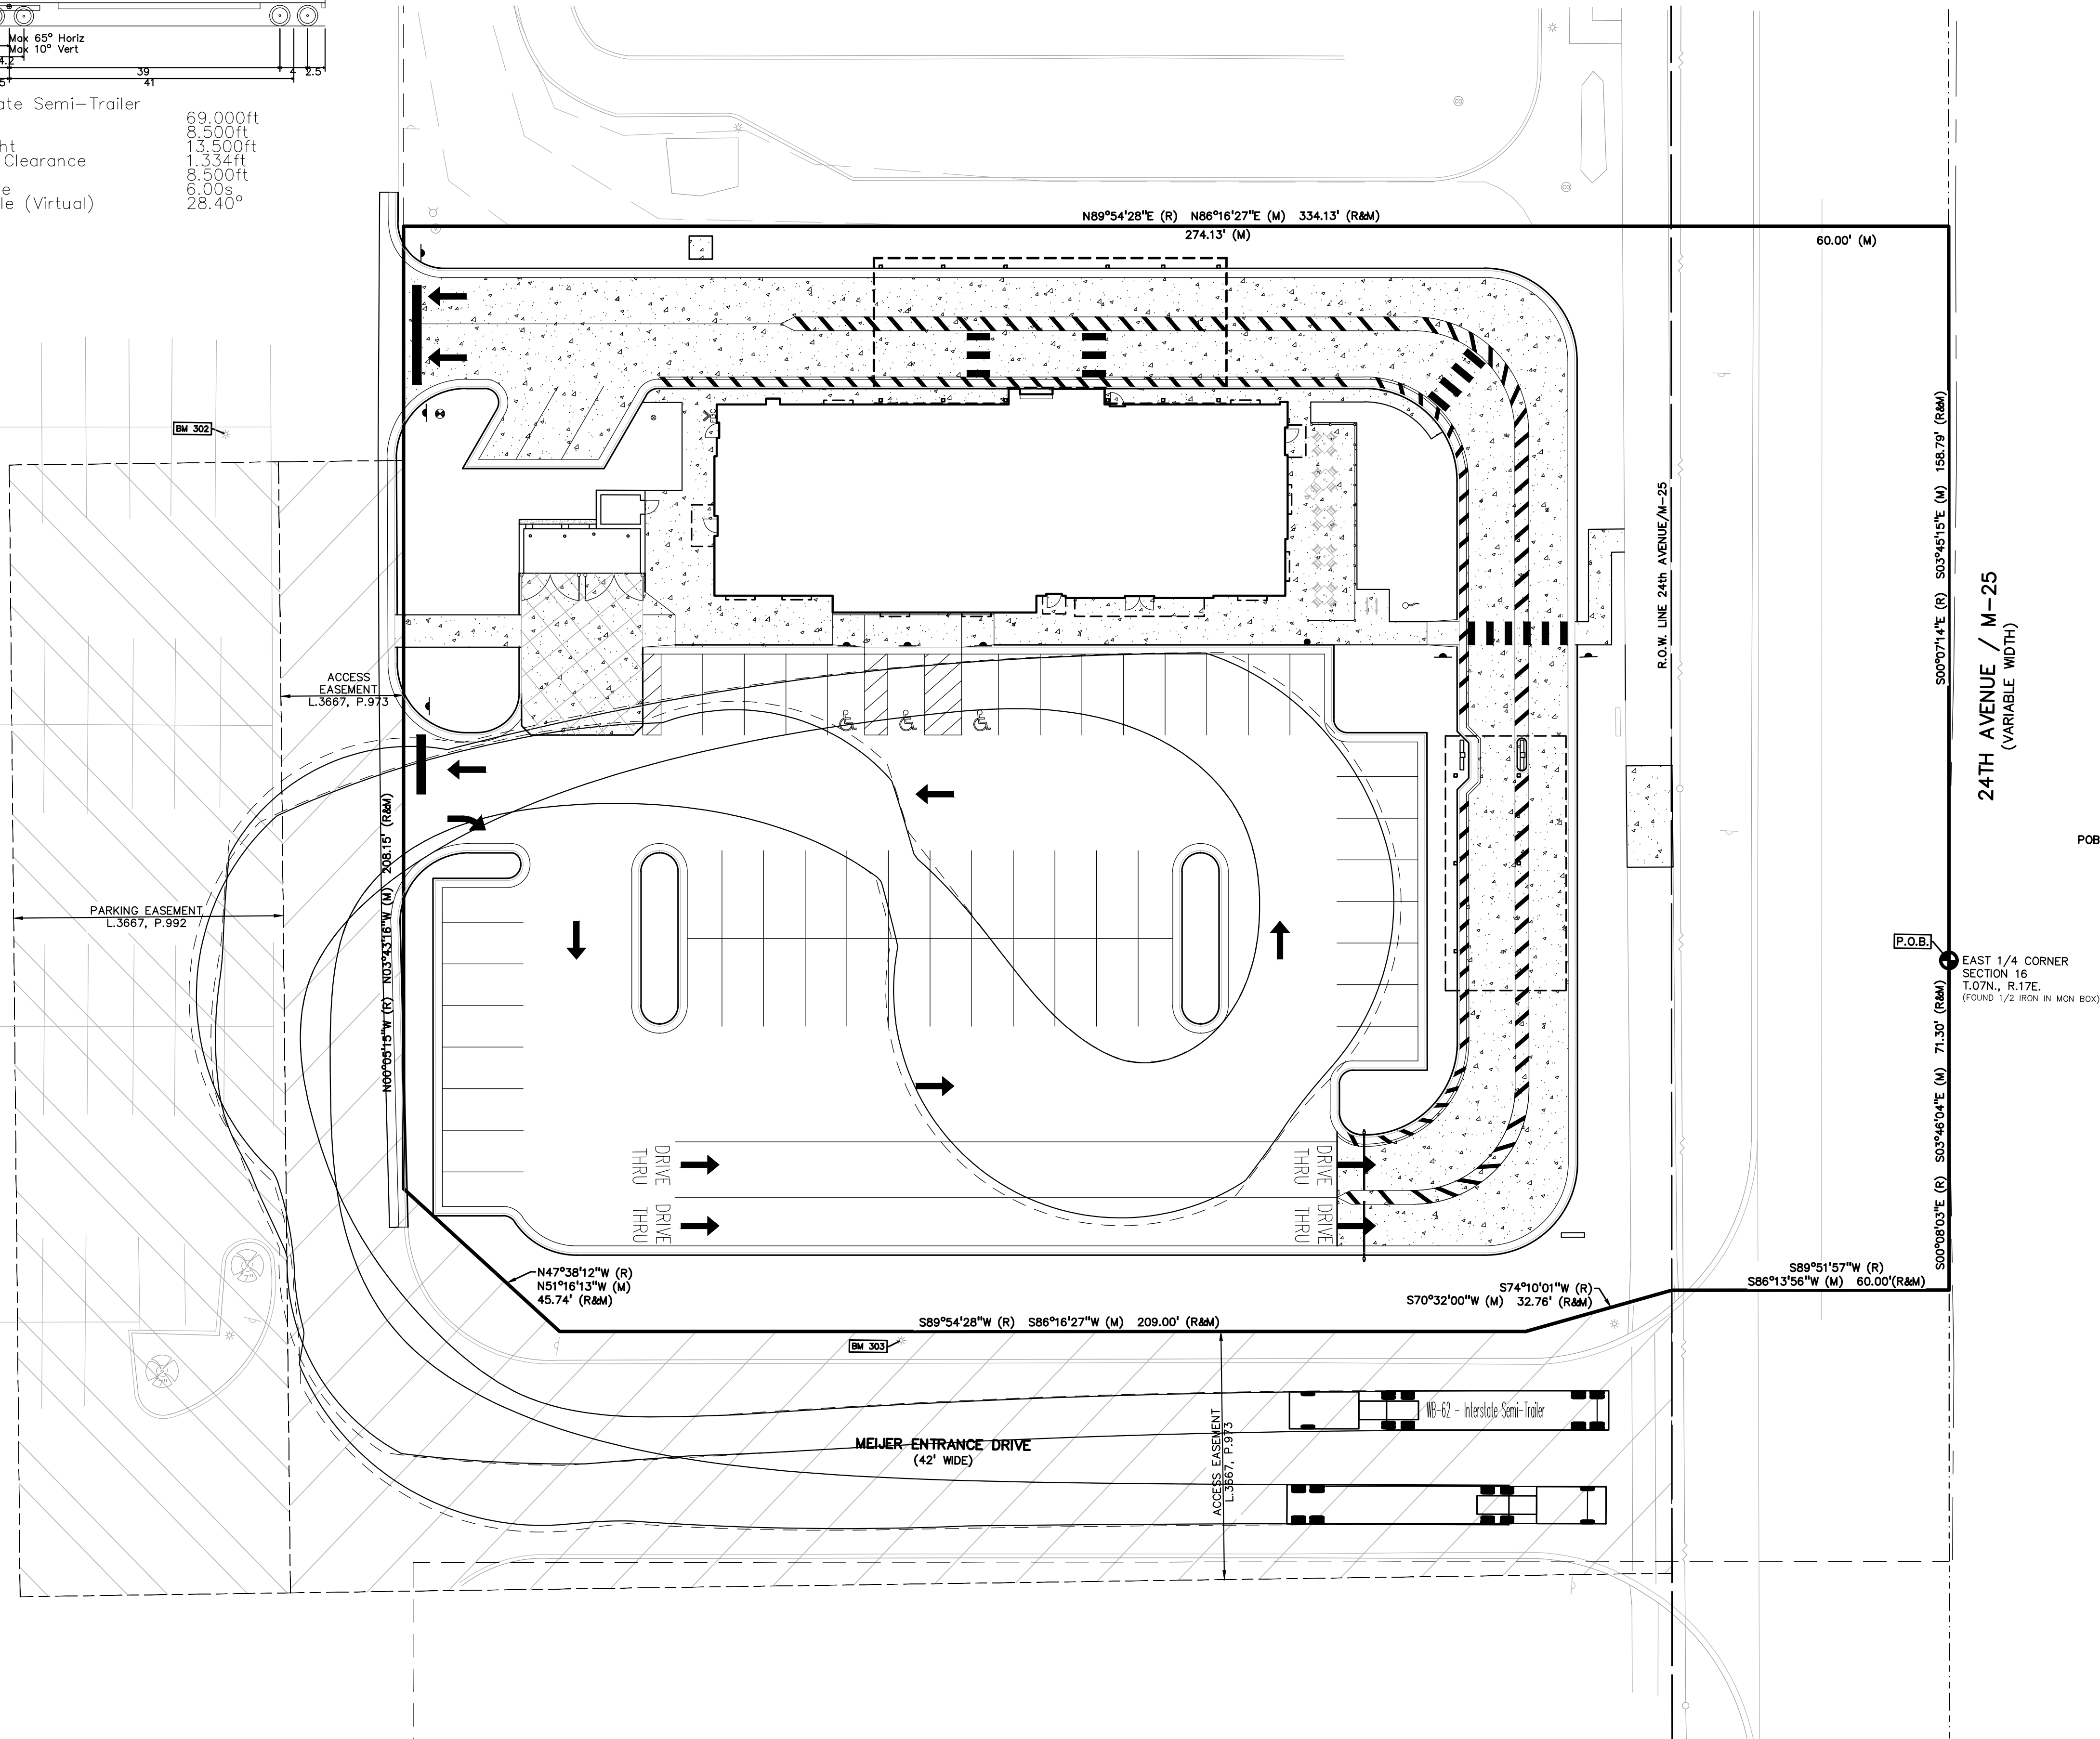 Max 65° Horiz
Max 10° Vert
39
4
2.5
41
Semi-Trailer
69.000ft
8.500ft
13.500ft
Clearance
1.334ft
8.500ft
6.00s
(Virtual)
28.40°
N89°54'28"E (R) N86°16'27"E (M) 334.13' (R&M)
274.13' (M)
60.00' (M)
BM 302
FDC
R.O.W. LINE 24th AVENUE/M-25
S00°07'14"E (R) S03°45'15"E (M) 158.79' (R&M)
24TH AVENUE / M-25
(VARIABLE WIDTH)
ACCESS
EASEMENT
L.3667, P.973
PARKING EASEMENT
L.3667, P.992
N00°05'15"W (R) N03°43'16"W (M) 208.15' (R&M)
POB
P.O.B.
EAST 1/4 CORNER
SECTION 16
T.07N., R.17E.
(FOUND 1/2 IRON IN MON BOX)
S00°08'03"E (R) S03°46'04"E (M) 71.30' (R&M)
DRIVE
THRU
DRIVE
THRU
DRIVE
THRU
DRIVE
THRU
N47°38'12"W (R)
N51°16'13"W (M)
45.74' (R&M)
S74°10'01"W (R)
S70°32'00"W (M) 32.76' (R&M)
S89°51'57"W (R)
S86°13'56"W (M) 60.00'(R&M)
S89°54'28"W (R) S86°16'27"W (M) 209.00' (R&M)
BM 303
7"
7"
WB-62 - Interstate Semi-Trailer
MEIJER ENTRANCE DRIVE
(42' WIDE)
ACCESS EASEMENT
L.3667, P.973